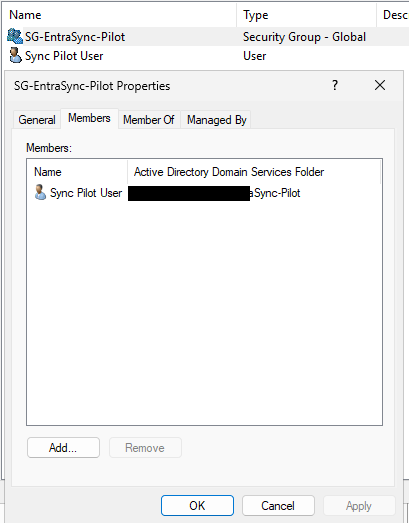 Name Type Desc
SG-EntraSync-Pilot Security Group - Global
Sync Pilot User User
SG-EntraSync-Pilot Properties ?
General Members Member Of Managed By
Members:
Name Active Directory Domain Services Folder
Sync Pilot User aSync-Pilot
Add... Remove
OK Cancel Apply